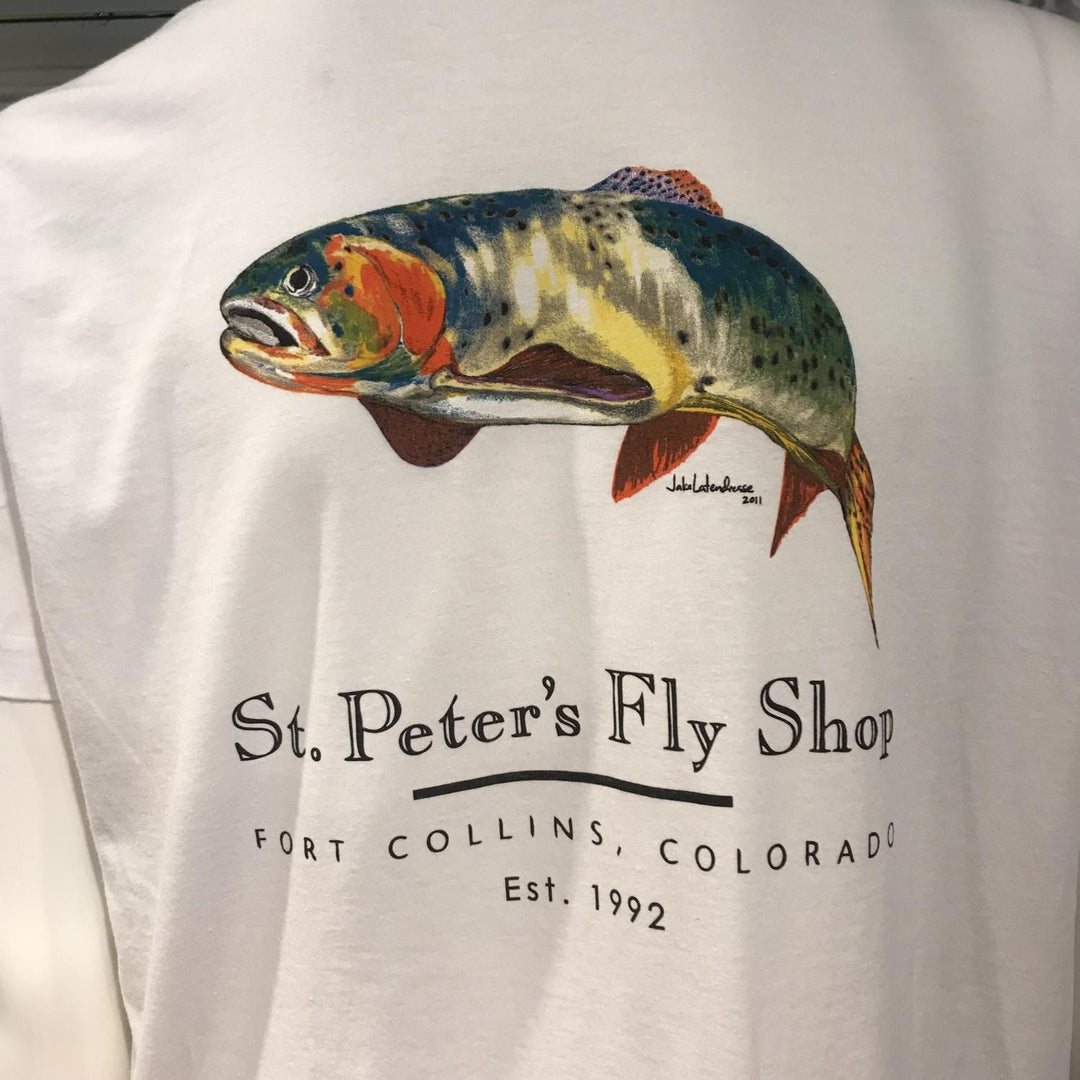 Jake Latendresse
2011
St. Peter's Fly Shop
FORT COLLINS, COLORADO
Est. 1992